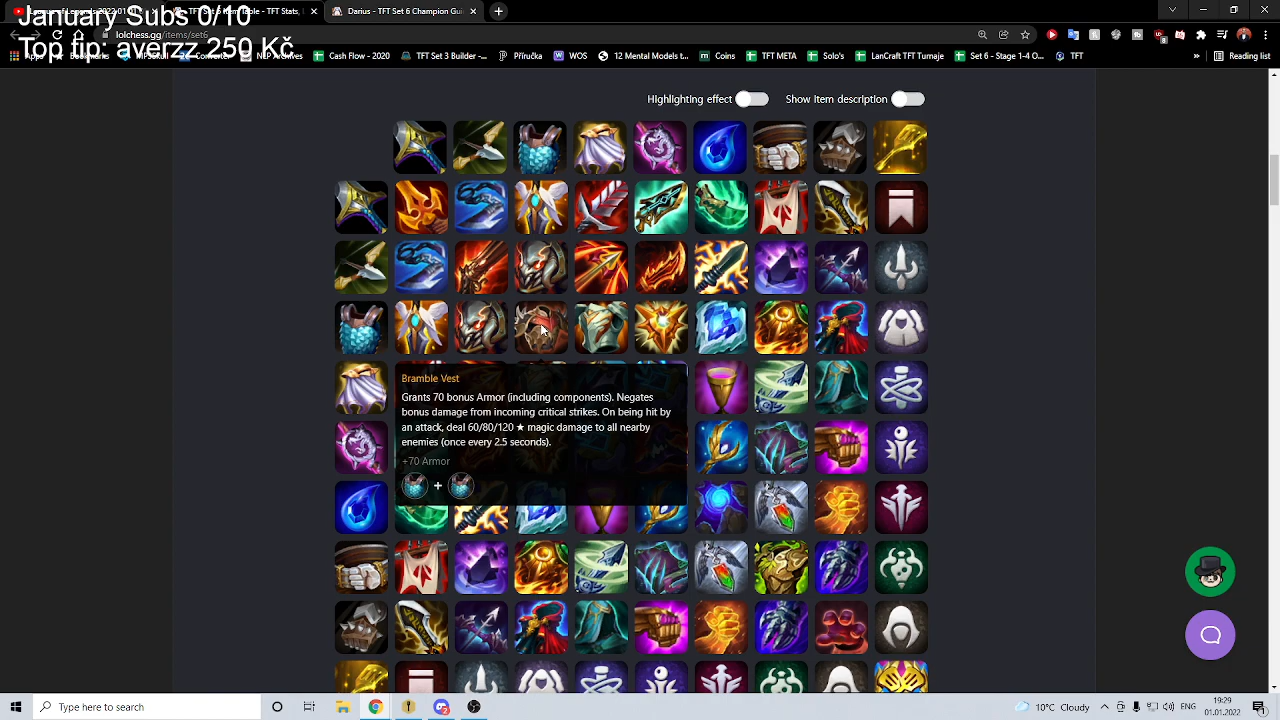 January Subs 0/10
Top tip: averzz 250 Kč
Darius - TFT Set 6 Champion Gui
lolchess.gg/items/set6
Cash Flow - 2020
TFT Set 3 Builder -...
Příručka
WOS
12 Mental Models t...
Coins
TFT META
Solo's
LanCraft TFT Turnaje
Set 6 - Stage 1-4 O...
TFT
»
Reading list
Highlighting effect
Show item description
Bramble Vest
Grants 70 bonus Armor (including components). Negates
bonus damage from incoming critical strikes. On being hit by
an attack, deal 60/80/120 ★ magic damage to all nearby
enemies (once every 2.5 seconds).
+70 Armor
+
Type here to search
13°C Cloudy
ENG
19:29
01.01.2022